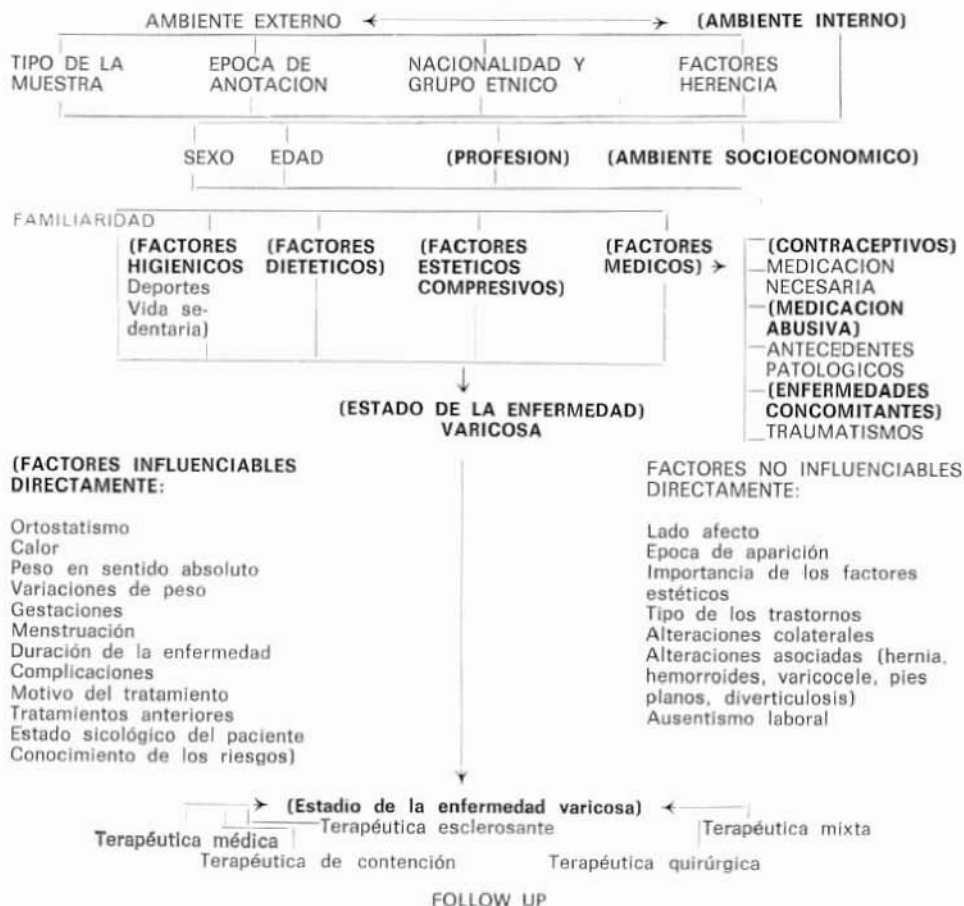 AMBIENTE EXTERNO (AMBIENTE INTERNO)
TIPO DE LA MUESTRA
EPOCA DE ANOTACION
NACIONALIDAD Y GRUPO ETNICO
FACTORES HERENCIA
SEXO EDAD (PROFESION) (AMBIENTE SOCIOECONOMICO)
FAMILIARIDAD
(FACTORES
HIGIENICOS
Deportes
Vida se-
dentaria)
(FACTORES
DIETETICOS)
(FACTORES
ESTETICOS
COMPRESIVOS)
(FACTORES
MEDICOS)
(CONTRACEPTIVOS)
MEDICACION
NECESARIA
(MEDICACION
ABUSIVA)
ANTECEDENTES
PATOLOGICOS
(ENFERMEDADES
CONCOMITANTES)
TRAUMATISMOS
(ESTADO DE LA ENFERMEDAD)
VARICOSA
(FACTORES INFLUENCIABLES
DIRECTAMENTE:
Ortostatismo
Calor
Peso en sentido absoluto
Variaciones de peso
Gestaciones
Menstruación
Duración de la enfermedad
Complicaciones
Motivo del tratamiento
Tratamientos anteriores
Estado sicológico del paciente
Conocimiento de los riesgos)
FACTORES NO INFLUENCIABLES
DIRECTAMENTE:
Lado afecto
Epoca de aparición
Importancia de los factores
estéticos
Tipo de los trastornos
Alteraciones colaterales
Alteraciones asociadas (hernia,
hemorroides, varicocele, pies
planos, diverticulosis)
Ausentismo laboral
(Estadio de la enfermedad varicosa)
Terapéutica esclerosante
Terapéutica mixta
Terapéutica médica
Terapéutica de contención
Terapéutica quirúrgica
FOLLOW UP